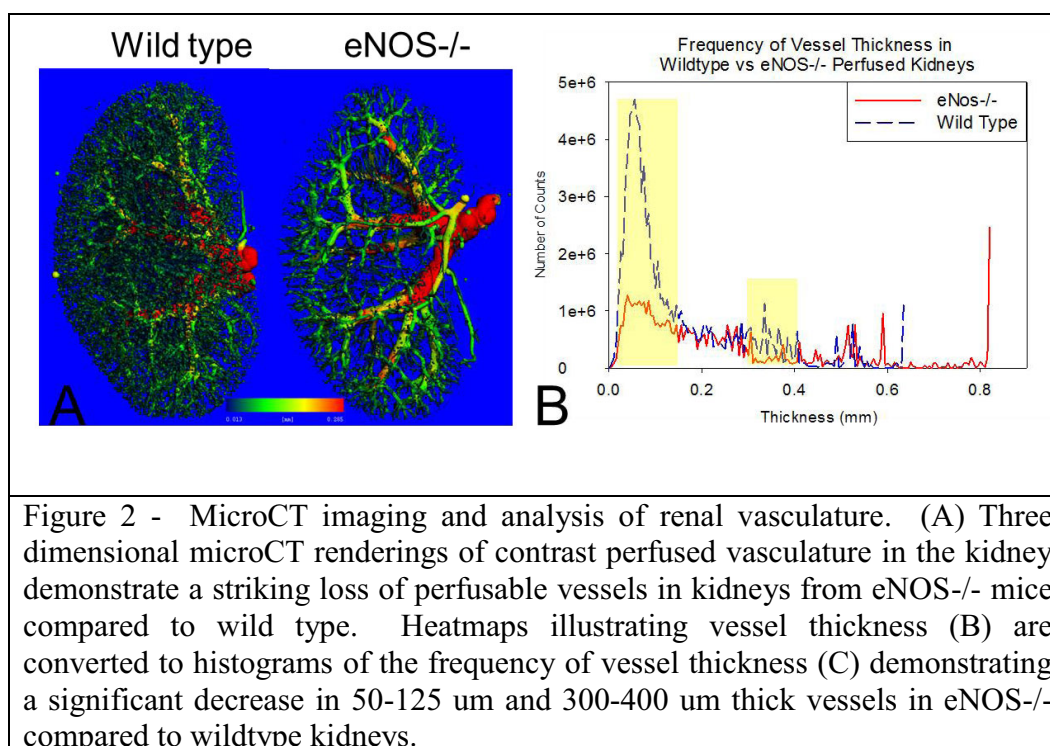 Wild type
eNOS-/-
A
0.013 [mm] 0.205
B
Frequency of Vessel Thickness in
Wildtype vs eNOS-/- Perfused Kidneys
eNos-/-
Wild Type
Number of Counts
5e+6
4e+6
3e+6
2e+6
1e+6
0
0.0 0.2 0.4 0.6 0.8
Thickness (mm)
Figure 2 - MicroCT imaging and analysis of renal vasculature. (A) Three
dimensional microCT renderings of contrast perfused vasculature in the kidney
demonstrate a striking loss of perfusable vessels in kidneys from eNOS-/- mice
compared to wild type. Heatmaps illustrating vessel thickness (B) are
converted to histograms of the frequency of vessel thickness (C) demonstrating
a significant decrease in 50-125 um and 300-400 um thick vessels in eNOS-/-
compared to wildtype kidneys.